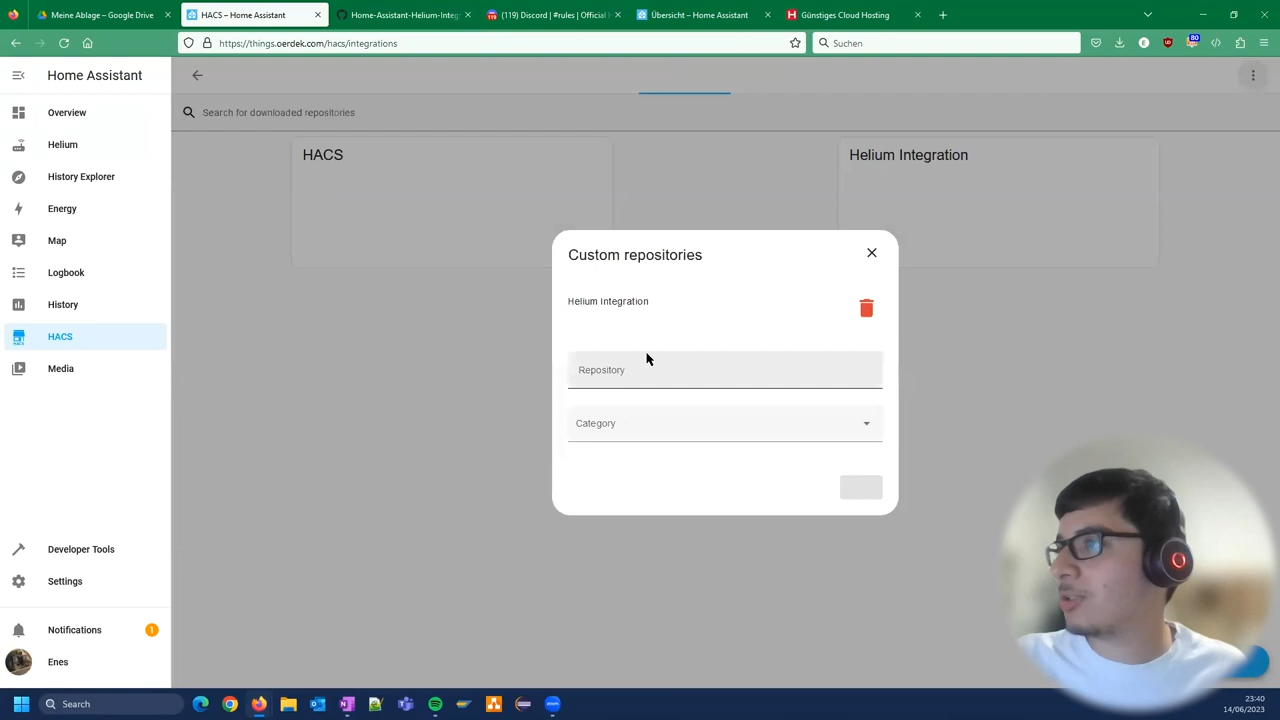 Meine Ablage – Google Drive
HACS – Home Assistant
Home-Assistant-Helium-Integ
(119) Discord | #rules | Official
Übersicht – Home Assistant
Günstiges Cloud Hosting
https://things.oerdek.com/hacs/integrations
Suchen
80
Home Assistant
Search for downloaded repositories
Overview
Helium
History Explorer
Energy
Map
Logbook
History
HACS
HACS
Media
Developer Tools
Settings
Notifications
1
Enes
HACS
Helium Integration
Custom repositories
Helium Integration
Repository
Category
Search
23:40
14/06/2023